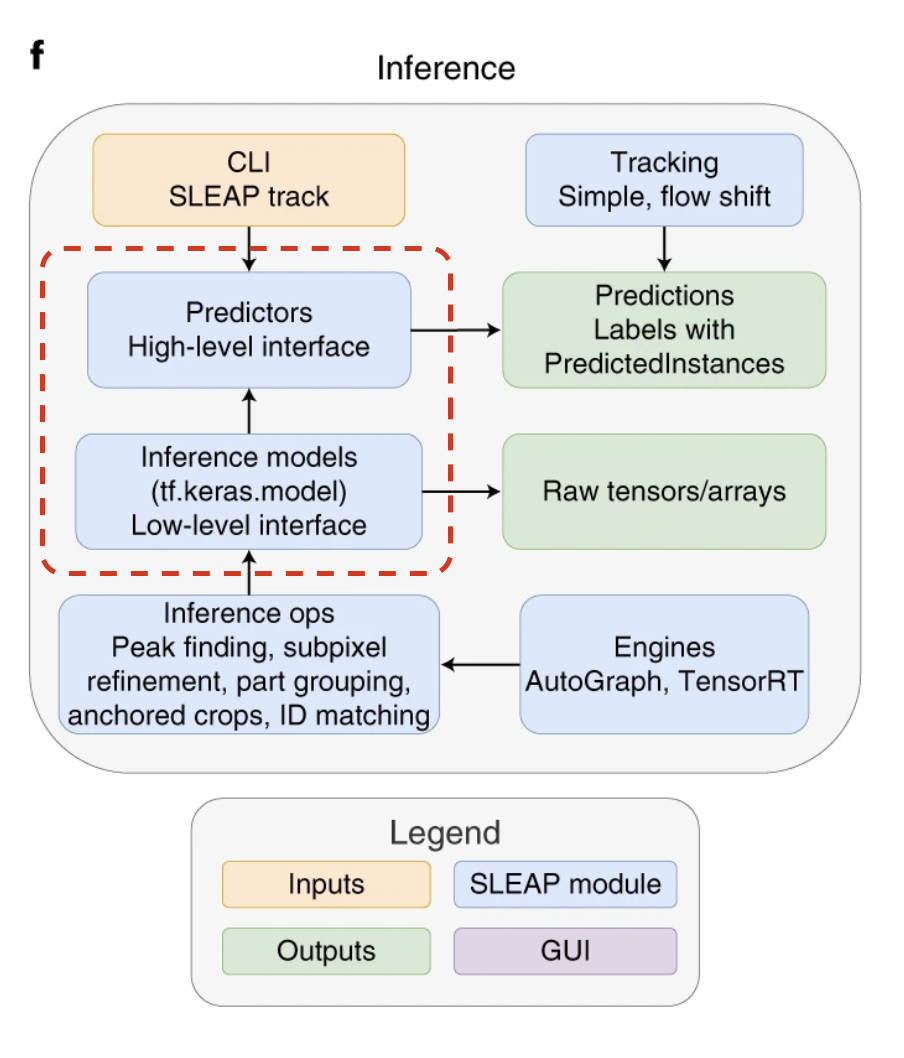 f
Inference
CLI
SLEAP track
Tracking
Simple, flow shift
Predictors
High-level interface
Predictions
Labels with
PredictedInstances
Inference models
(tf.keras.model)
Low-level interface
Raw tensors/arrays
Inference ops
Peak finding, subpixel
refinement, part grouping,
anchored crops, ID matching
Engines
AutoGraph, TensorRT
Legend
Inputs
SLEAP module
Outputs
GUI